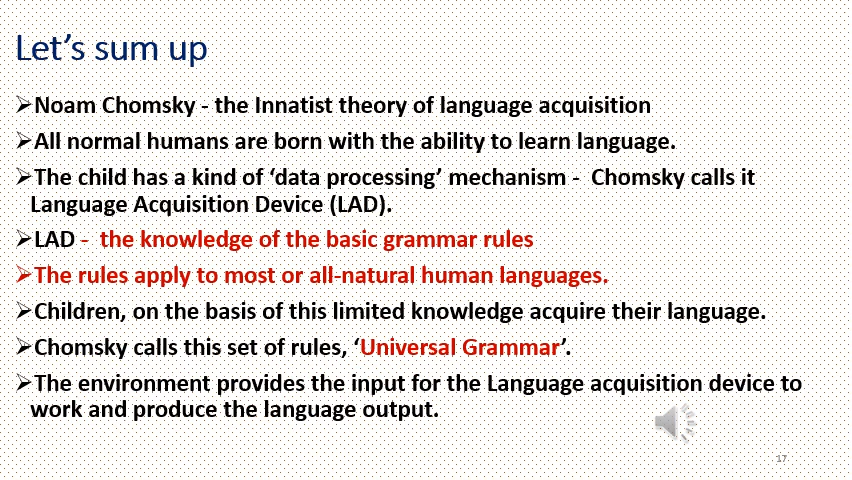 Let's sum up
➢Noam Chomsky - the Innatist theory of language acquisition
➢All normal humans are born with the ability to learn language.
➢The child has a kind of ‘data processing’ mechanism -  Chomsky calls it
Language Acquisition Device (LAD).
➢LAD -  the knowledge of the basic grammar rules
➢The rules apply to most or all-natural human languages.
➢Children, on the basis of this limited knowledge acquire their language.
➢Chomsky calls this set of rules, ‘Universal Grammar’.
➢The environment provides the input for the Language acquisition device to
work and produce the language output.
17